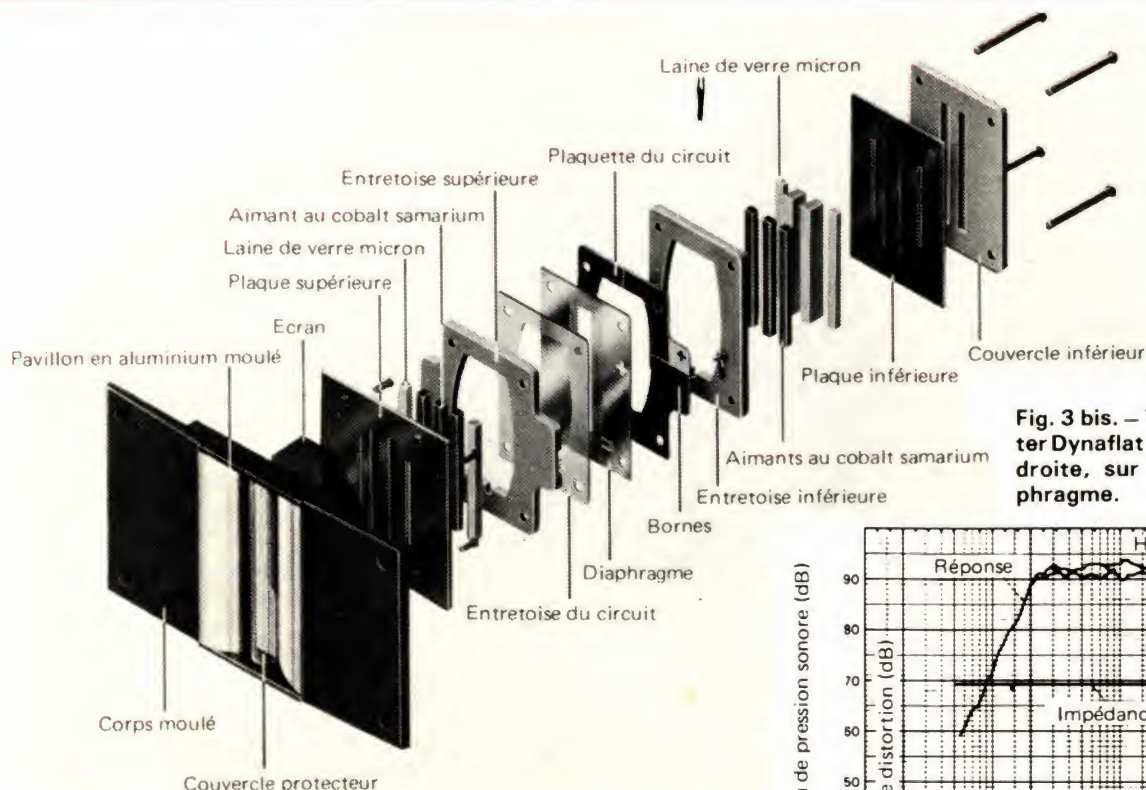 Laine de verre micron
Plaquette du circuit
Entretoise supérieure
Aimant au cobalt samarium
Laine de verre micron
Plaque supérieure
Ecran
Pavillon en aluminium moulé
Couvercle inférieur
Plaque inférieure
Aimants au cobalt samarium
Entretoise inférieure
Bornes
Diaphragme
Entretoise du circuit
Corps moulé
Couvercle protecteur
Fig. 3 bis. –
ter Dynaflat
droite, sur
phragme.
Réponse
H
90
80
70
60
50
Impédanc
de pression sonore (dB)
e distortion (dB)